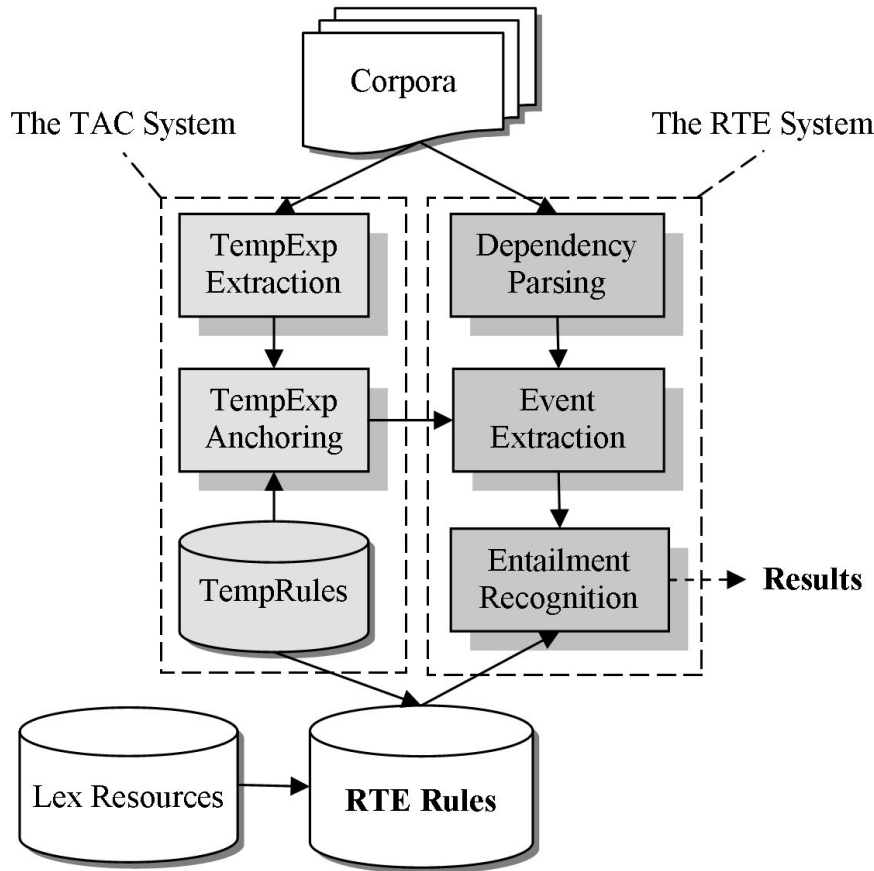 Corpora
The TAC System
The RTE System
TempExp
Extraction
Dependency
Parsing
TempExp
Anchoring
Event
Extraction
TempRules
Entailment
Recognition
Results
Lex Resources
RTE Rules